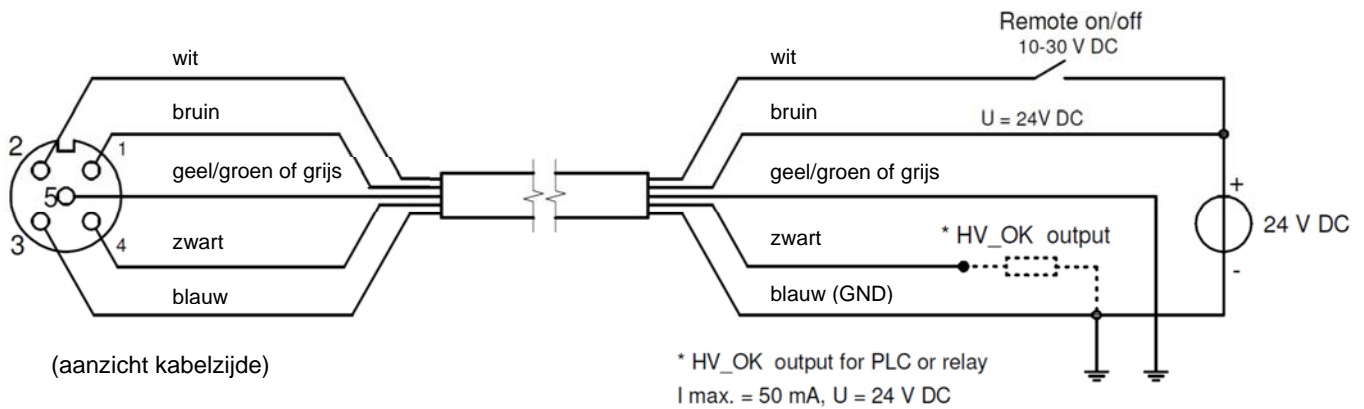 Remote on/off
10-30 V DC
wit
wit
bruin
bruin
U = 24V DC
2
1
geel/groen of grijs
geel/groen of grijs
5
+
24 V DC
3
4
zwart
zwart
* HV_OK output
-
blauw
blauw (GND)
(aanzicht kabelzijde)
* HV_OK output for PLC or relay
I max. = 50 mA, U = 24 V DC